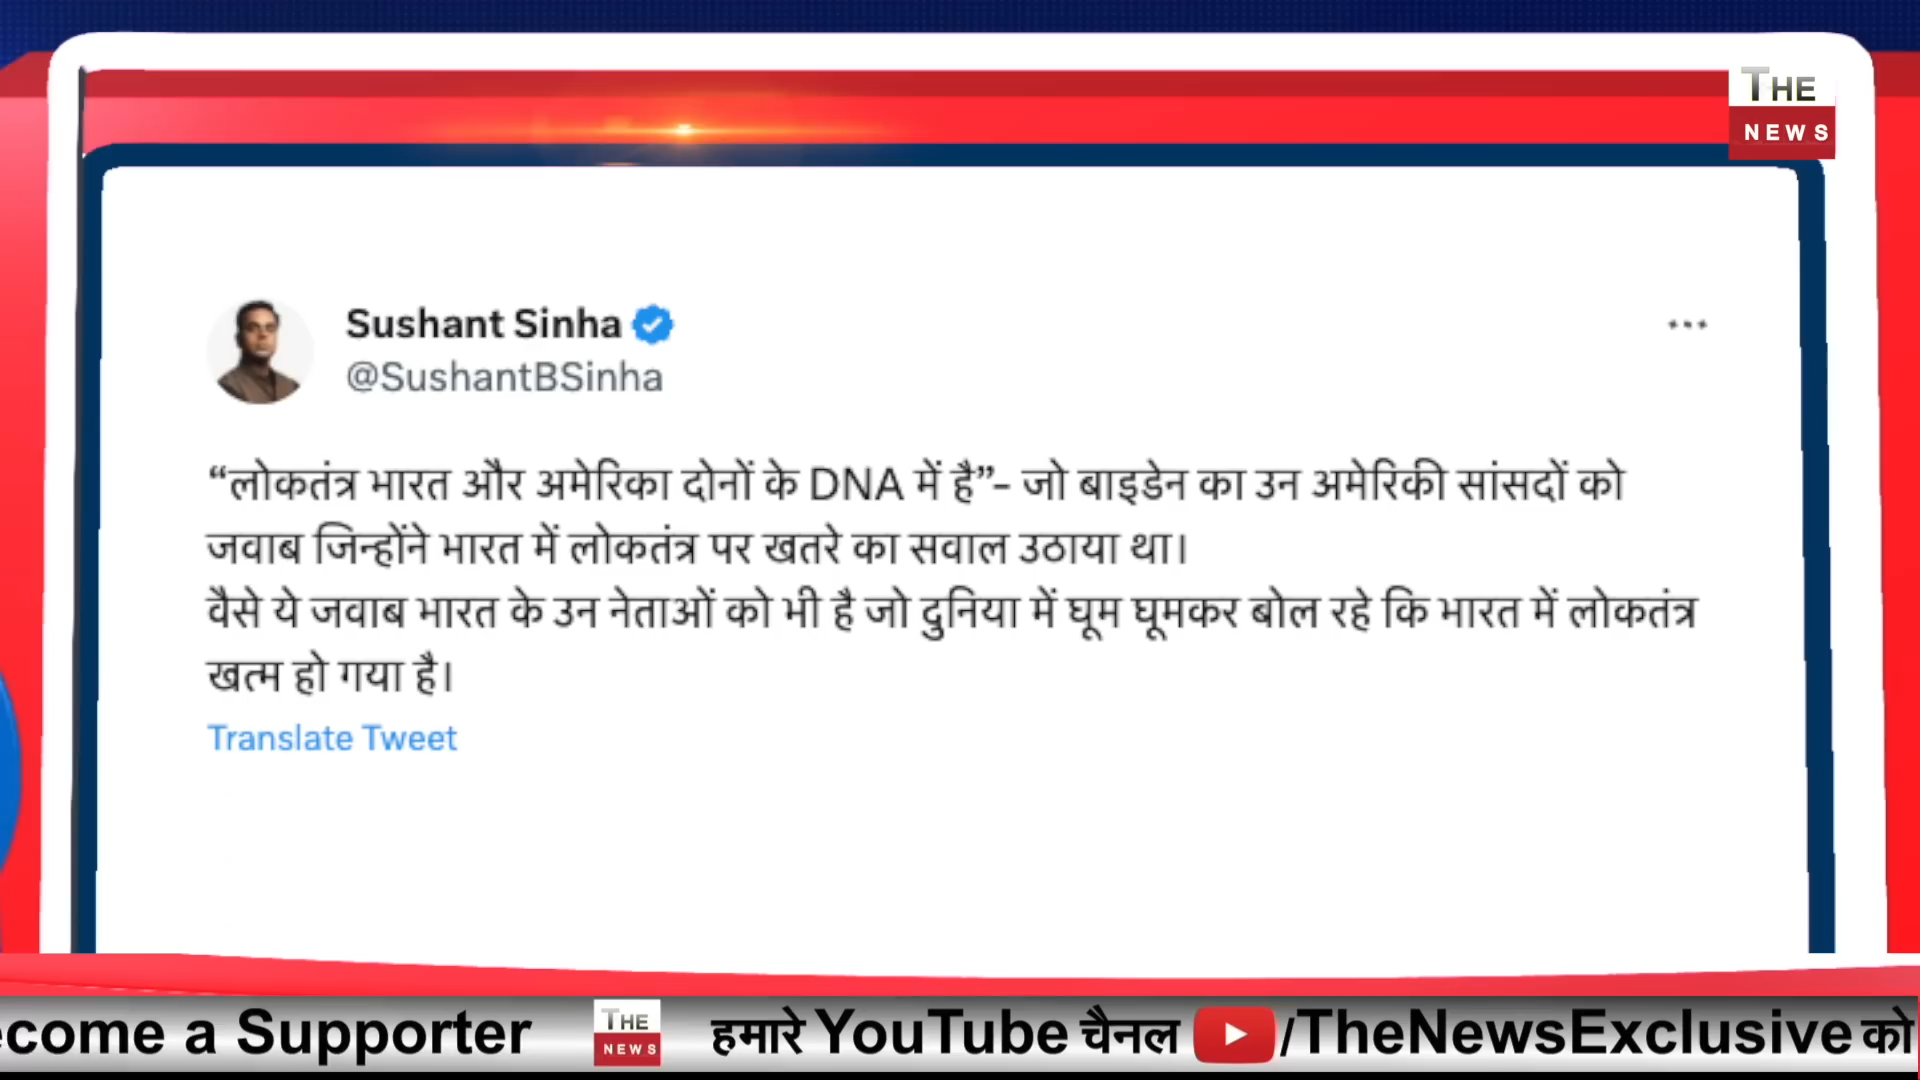 THE
NEWS
Sushant Sinha
@SushantBSinha
“लोकतंत्र भारत और अमेरिका दोनों के DNA में है”- जो बाइडेन का उन अमेरिकी सांसदों को
जवाब जिन्होंने भारत में लोकतंत्र पर खतरे का सवाल उठाया था।
वैसे ये जवाब भारत के उन नेताओं को भी है जो दुनिया में घूम घूमकर बोल रहे कि भारत में लोकतंत्र
खत्म हो गया है।
Translate Tweet
ecome a Supporter THE NEWS हमारे YouTube चैनल /TheNewsExclusive को